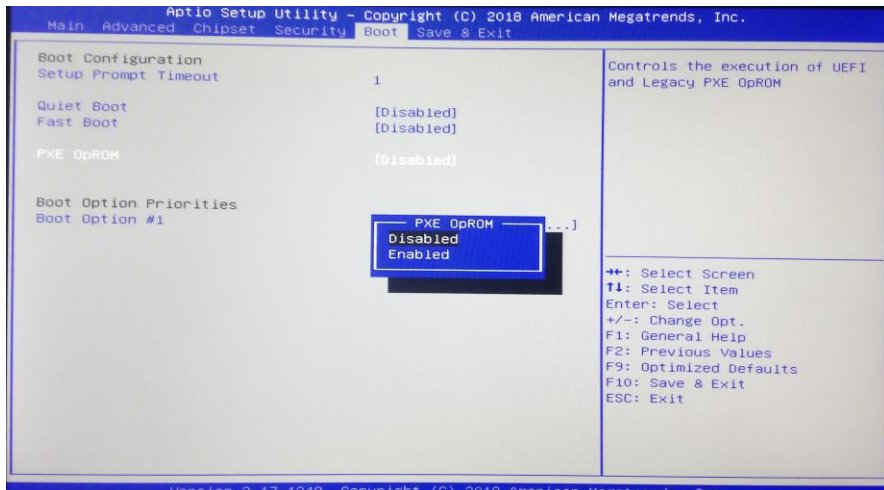 Aptio Setup Utility – Copyright (C) 2018 American Megatrends, Inc.
Main Advanced Chipset Security Boot Save & Exit
Boot Configuration
Setup Prompt Timeout 1
Quiet Boot [Disabled]
Fast Boot [Disabled]
PXE OpROM [Disabled]
Boot Option Priorities
Boot Option #1 ...]
PXE OpROM
Disabled
Enabled
Controls the execution of UEFI
and Legacy PXE OpROM
→←: Select Screen
↑↓: Select Item
Enter: Select
+/-: Change Opt.
F1: General Help
F2: Previous Values
F9: Optimized Defaults
F10: Save & Exit
ESC: Exit
Copyright (C) 2018 American